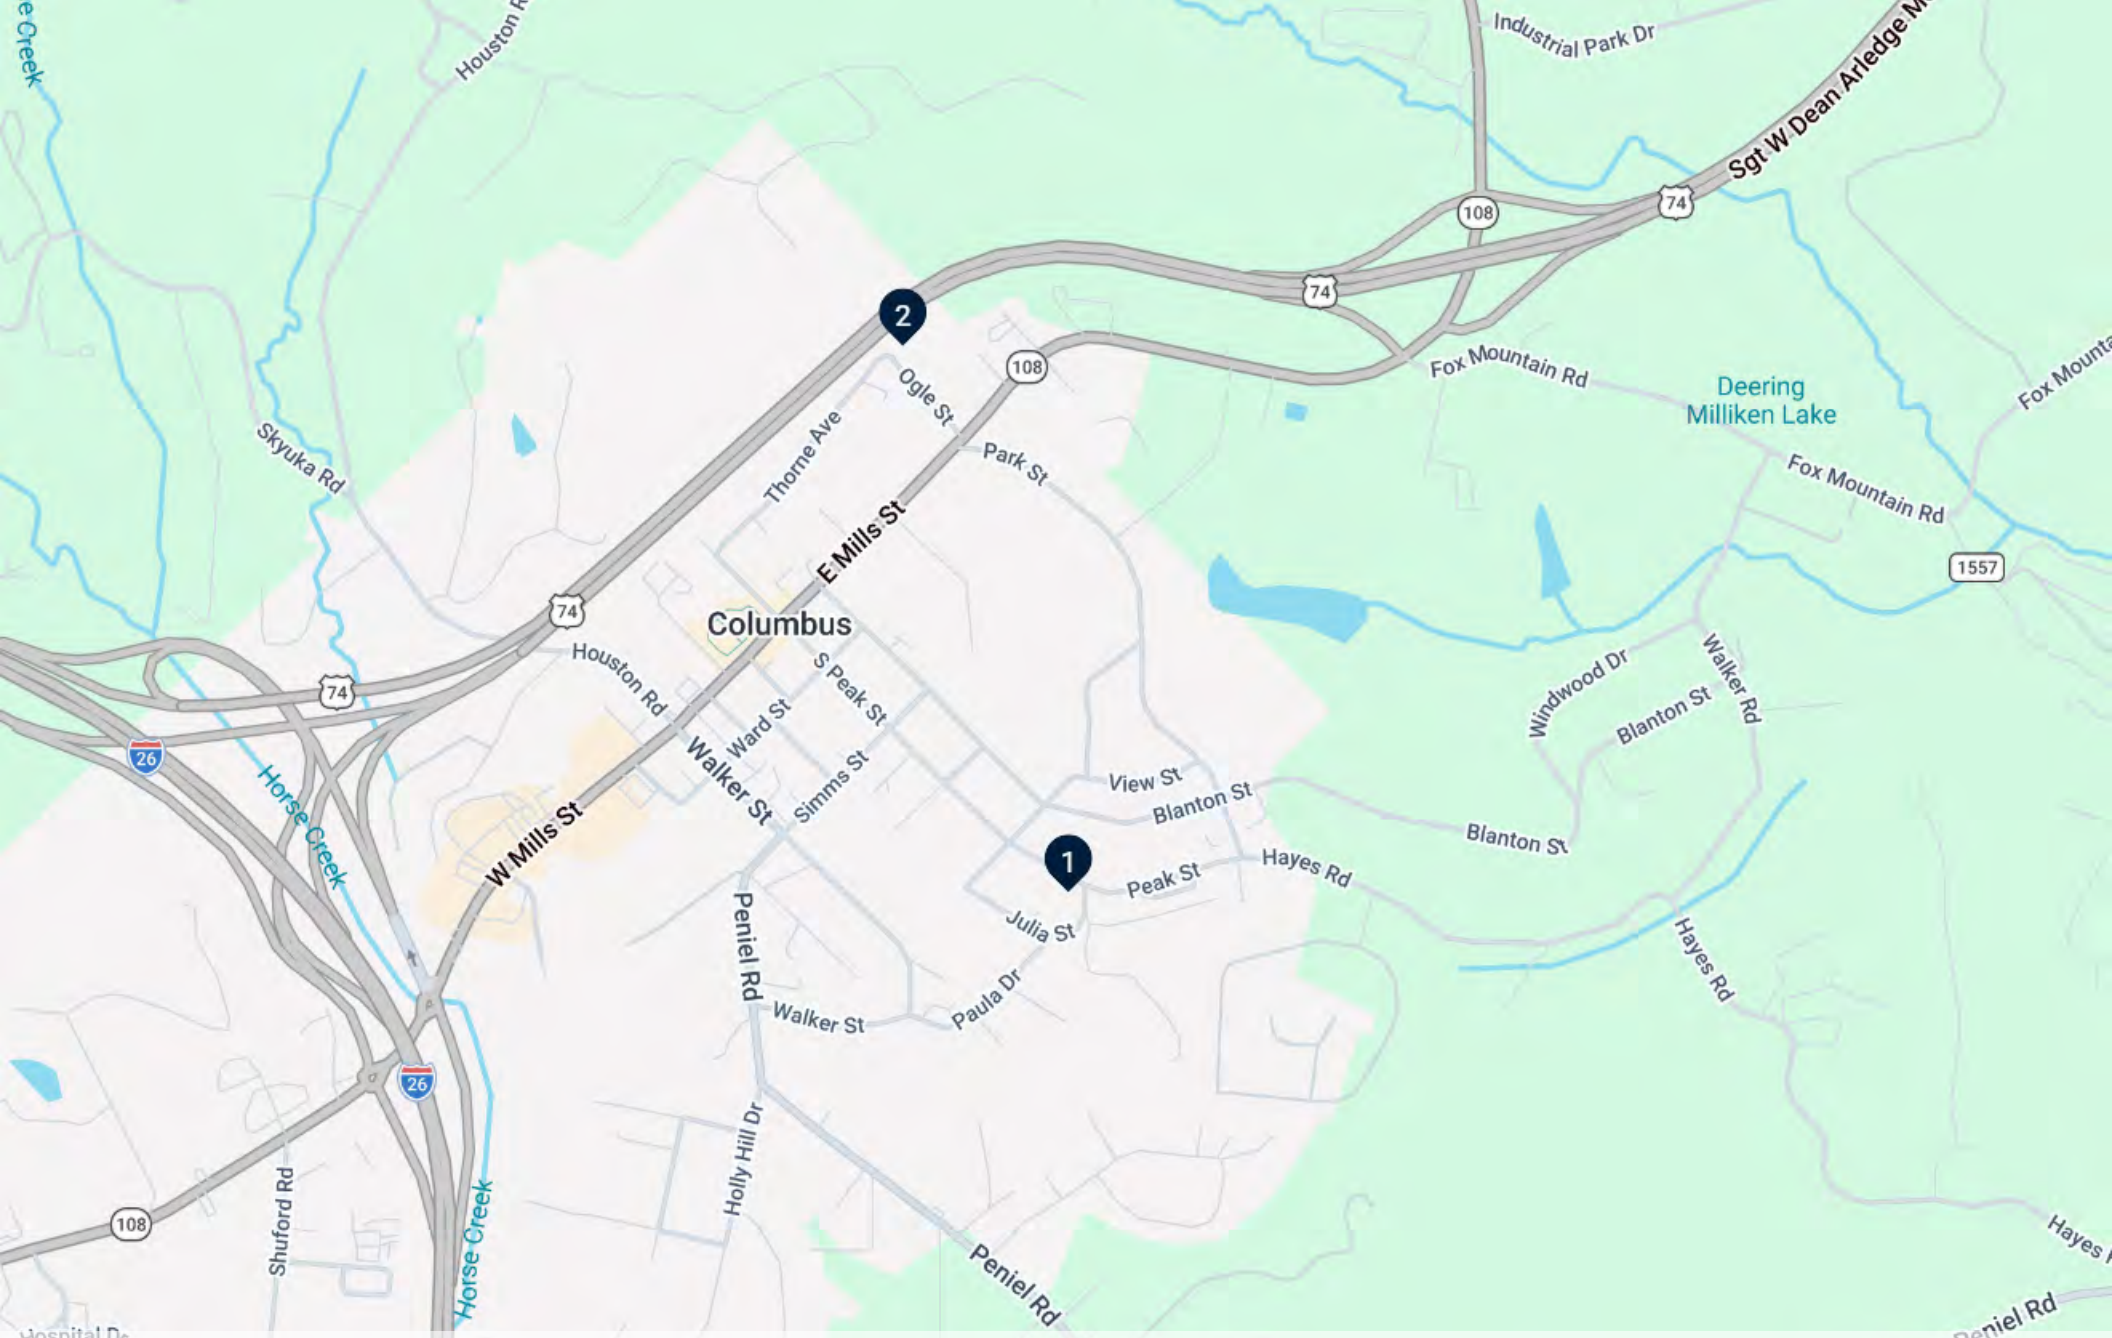 e Creek
Houston R
Industrial Park Dr
Sgt W Dean Arledge M
108
74
74
2
108
Fox Mountain Rd
Fox Mounta
Deering
Milliken Lake
Ogle St
Thorne Ave
Skyuka Rd
Park St
Fox Mountain Rd
E Mills St
1557
74
Columbus
Houston Rd
S Peak St
Windwood Dr
Walker Rd
74
Ward St
Blanton St
26
Walker St
Simms St
View St
Blanton St
Horse Creek
W Mills St
Blanton St
1
Peak St
Hayes Rd
Julia St
Peniel Rd
Hayes Rd
Paula Dr
Walker St
26
Holly Hill Dr
108
Shuford Rd
Horse Creek
Hayes R
Peniel Rd
eniel Rd
Hospital Dr